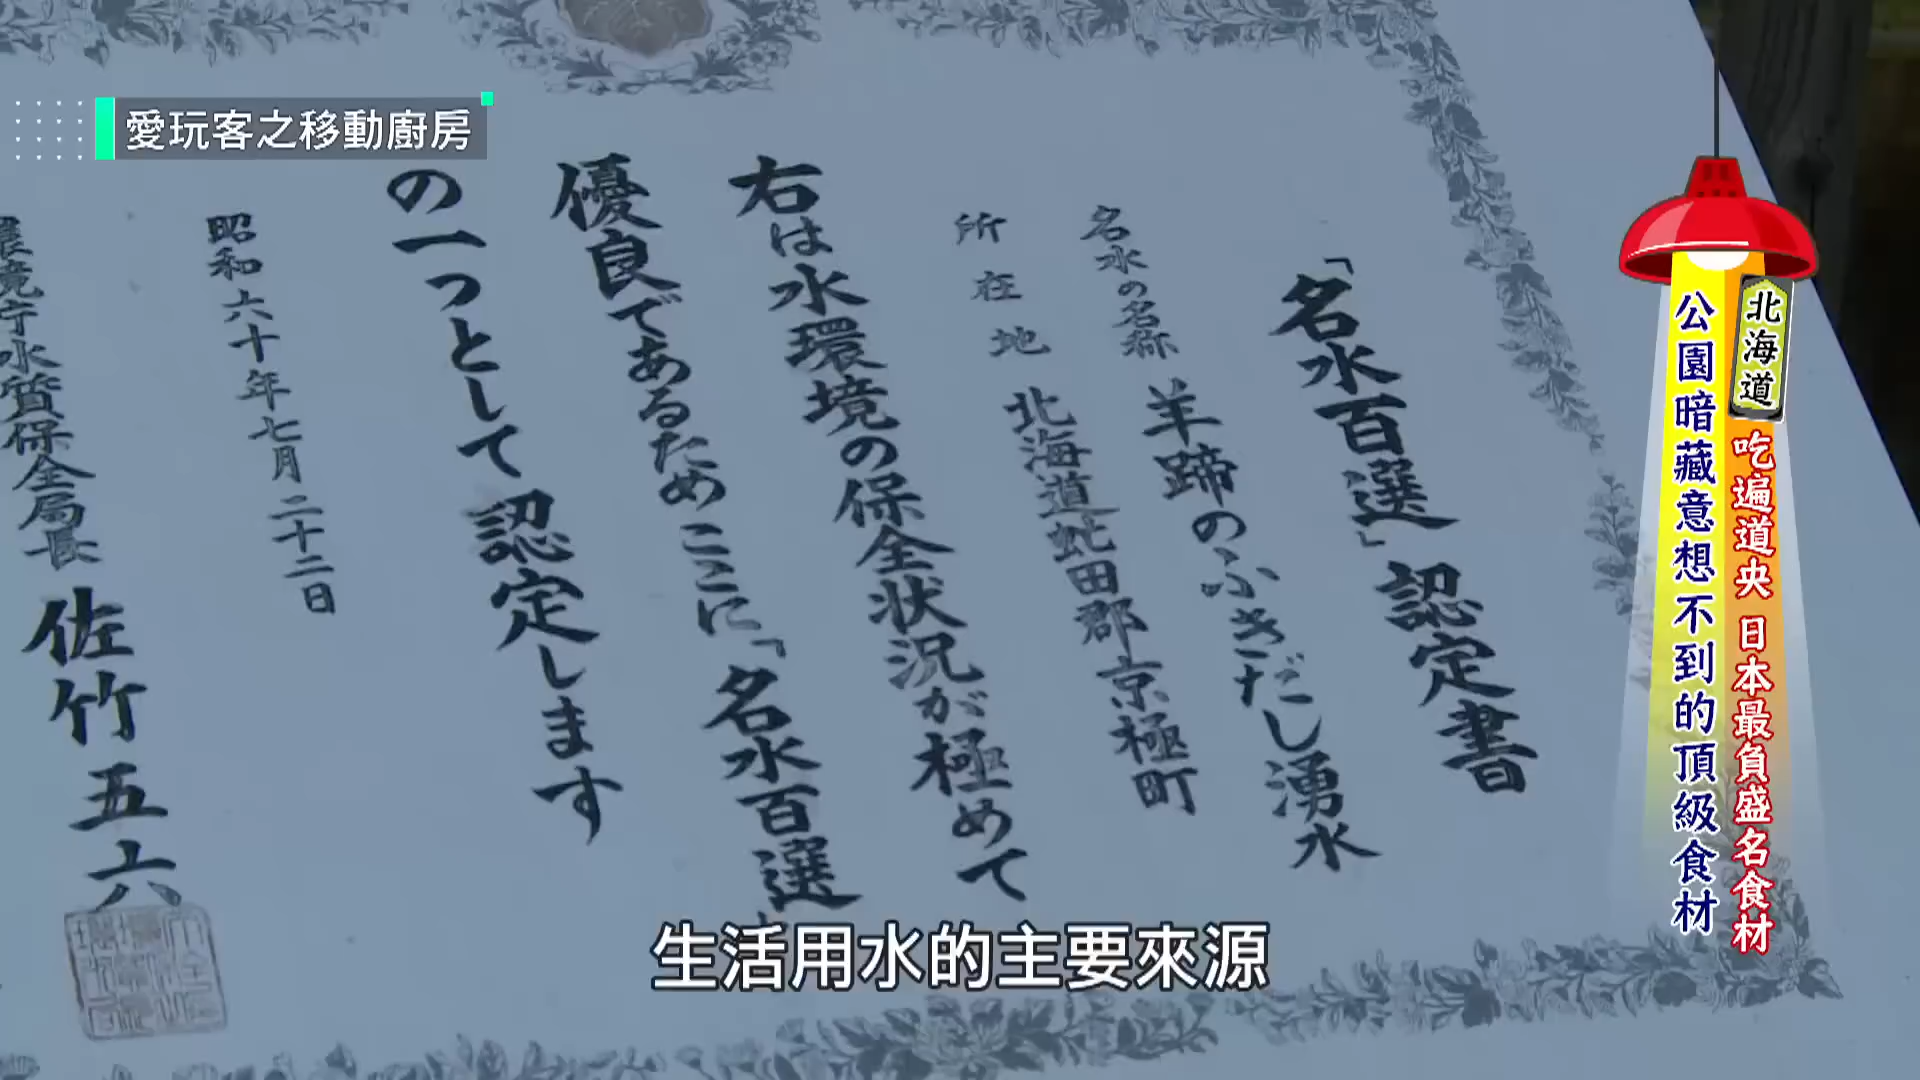 愛玩客之移動廚房
「名水百選」認定書
名水の名称 羊蹄のふきだし湧水
所在地 北海道虻田郡京極町
右は水環境の保全状況が極めて
優良であるためここに「名水百選」
の一つとして認定します
昭和六十年七月二十二日
環境庁水質保全局長 佐竹五六
北海道
吃遍道央 日本最負盛名食材
公園暗藏意想不到的頂級食材
生活用水的主要來源